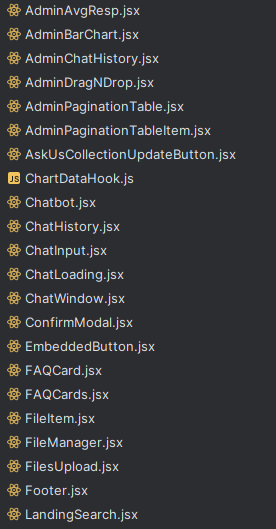 AdminAvgResp.jsx
AdminBarChart.jsx
AdminChatHistory.jsx
AdminDragNDrop.jsx
AdminPaginationTable.jsx
AdminPaginationTableItem.jsx
AskUsCollectionUpdateButton.jsx
JS ChartDataHook.js
Chatbot.jsx
ChatHistory.jsx
ChatInput.jsx
ChatLoading.jsx
ChatWindow.jsx
ConfirmModal.jsx
EmbeddedButton.jsx
FAQCard.jsx
FAQCards.jsx
FileItem.jsx
FileManager.jsx
FilesUpload.jsx
Footer.jsx
LandingSearch.jsx